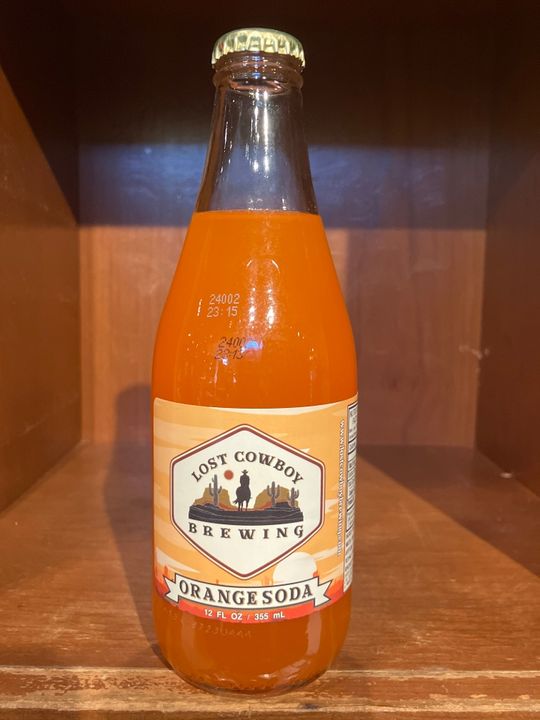 24002
23:15
LOST COWBOY
BREWING
ORANGE SODA
12 FL OZ / 355 mL